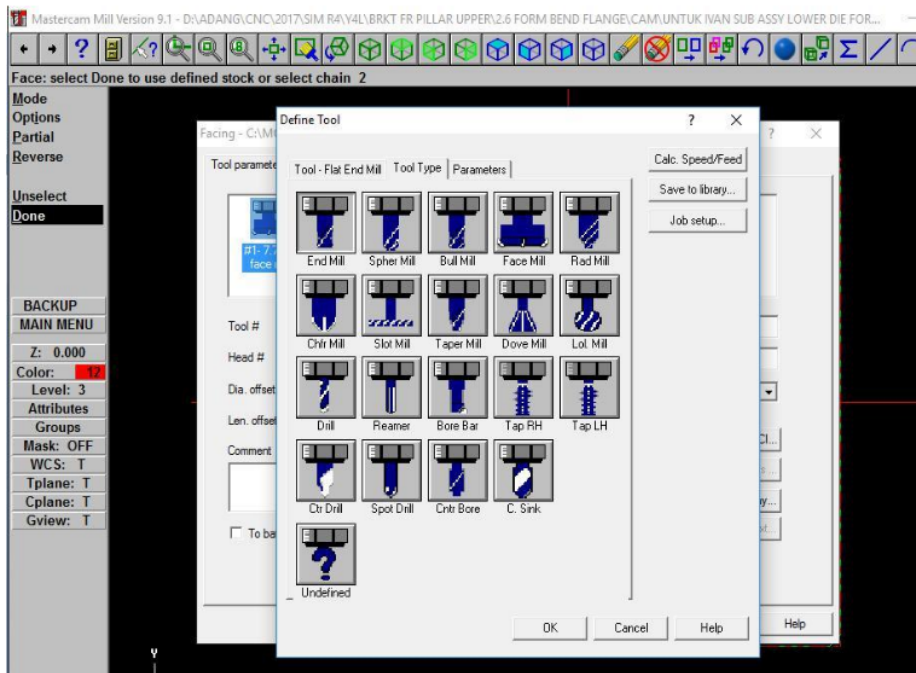 Mastercam Mill Version 9.1 - D:\ADANG\CNC\2017\SIM R4\Y4L\BRKT FR PILLAR UPPER\2.6 FORM BEND FLANGE\CAM\UNTUK IVAN SUB ASSY LOWER DIE FOR...
Face: select Done to use defined stock or select chain 2
Mode
Options
Partial
Reverse
Unselect
Done
BACKUP
MAIN MENU
Z: 0.000
Color: 12
Level: 3
Attributes
Groups
Mask: OFF
WCS: T
Tplane: T
Cplane: T
Gview: T
Facing - C:\M
Tool paramete
#1- 7.
face
Tool #
Head #
Dia. offset
Len. offset
Comment
To ba
Define Tool
Tool - Flat End Mill Tool Type Parameters
Calc. Speed/Feed
Save to library...
Job setup...
End Mill Spher Mill Bull Mill Face Mill Rad Mill
Chfr Mill Slot Mill Taper Mill Dove Mill Lol. Mill
Drill Reamer Bore Bar Tap RH Tap LH
Ctr Drill Spot Drill Cntr Bore C. Sink
Undefined
OK Cancel Help
Help
Y